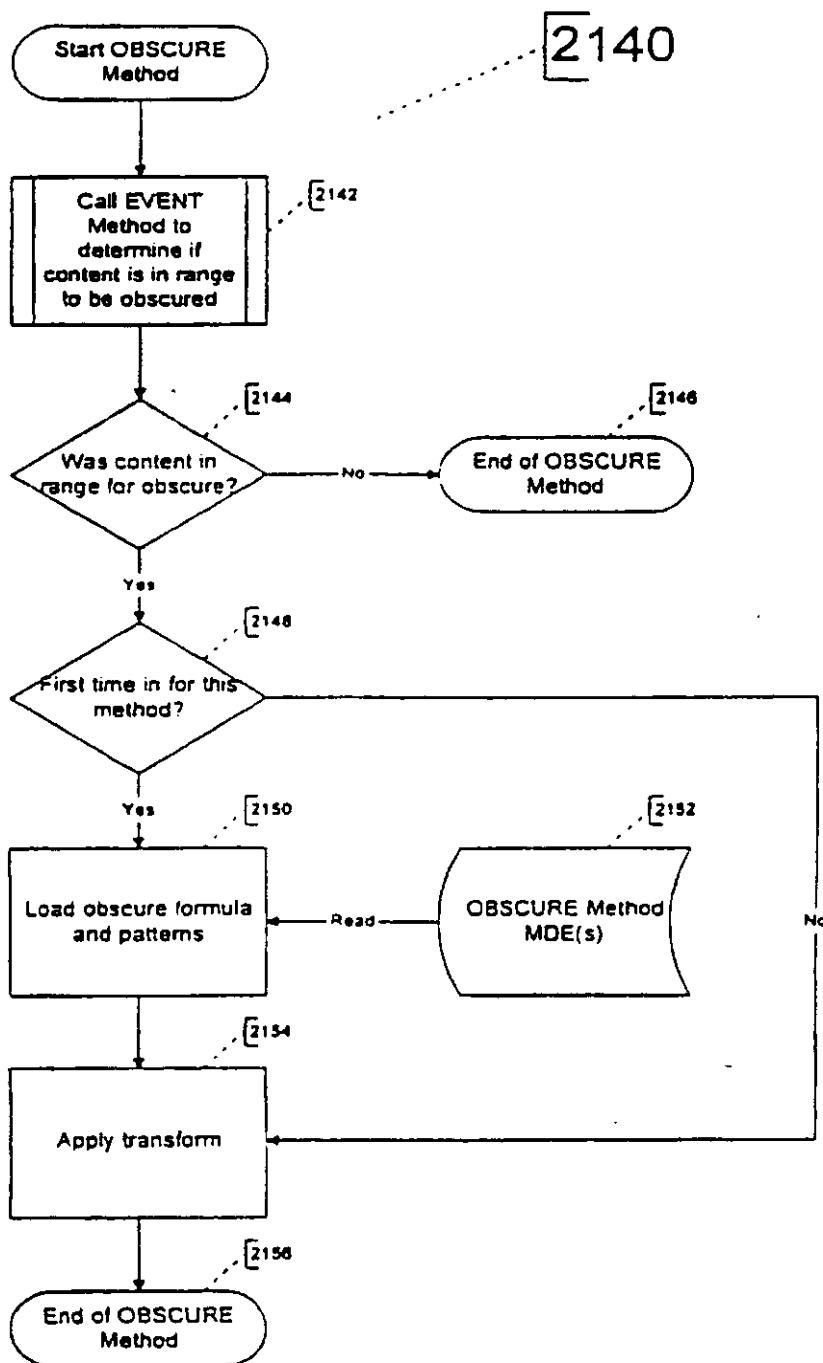 Start OBSCURE
Method
2140
Call EVENT
Method to
determine if
content is in range
to be obscured
2142
2144
Was content in
range for obscure?
No
2146
End of OBSCURE
Method
Yes
2148
First time in for this
method?
Yes
No
2150
Load obscure formula
and patterns
Read
2152
OBSCURE Method
MDE(s)
2154
Apply transform
2156
End of OBSCURE
Method